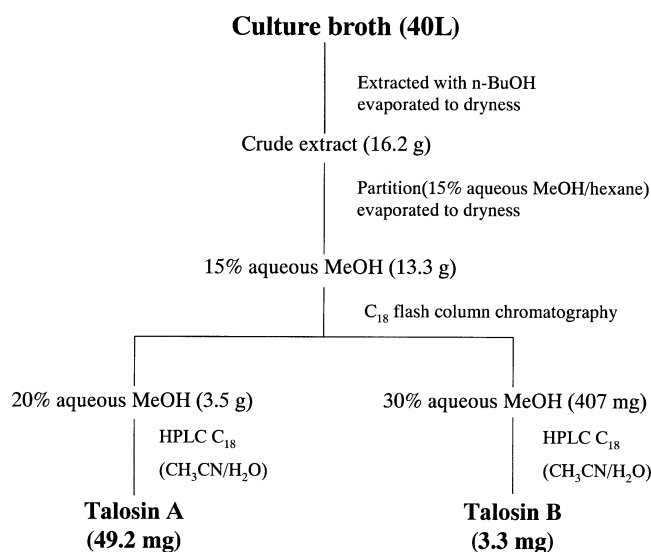 Culture broth (40L)
Extracted with n-BuOH
evaporated to dryness
Crude extract (16.2 g)
Partition(15% aqueous MeOH/hexane)
evaporated to dryness
15% aqueous MeOH (13.3 g)
C₁₈ flash column chromatography
20% aqueous MeOH (3.5 g)
30% aqueous MeOH (407 mg)
HPLC C₁₈
(CH₃CN/H₂O)
HPLC C₁₈
(CH₃CN/H₂O)
Talosin A
(49.2 mg)
Talosin B
(3.3 mg)